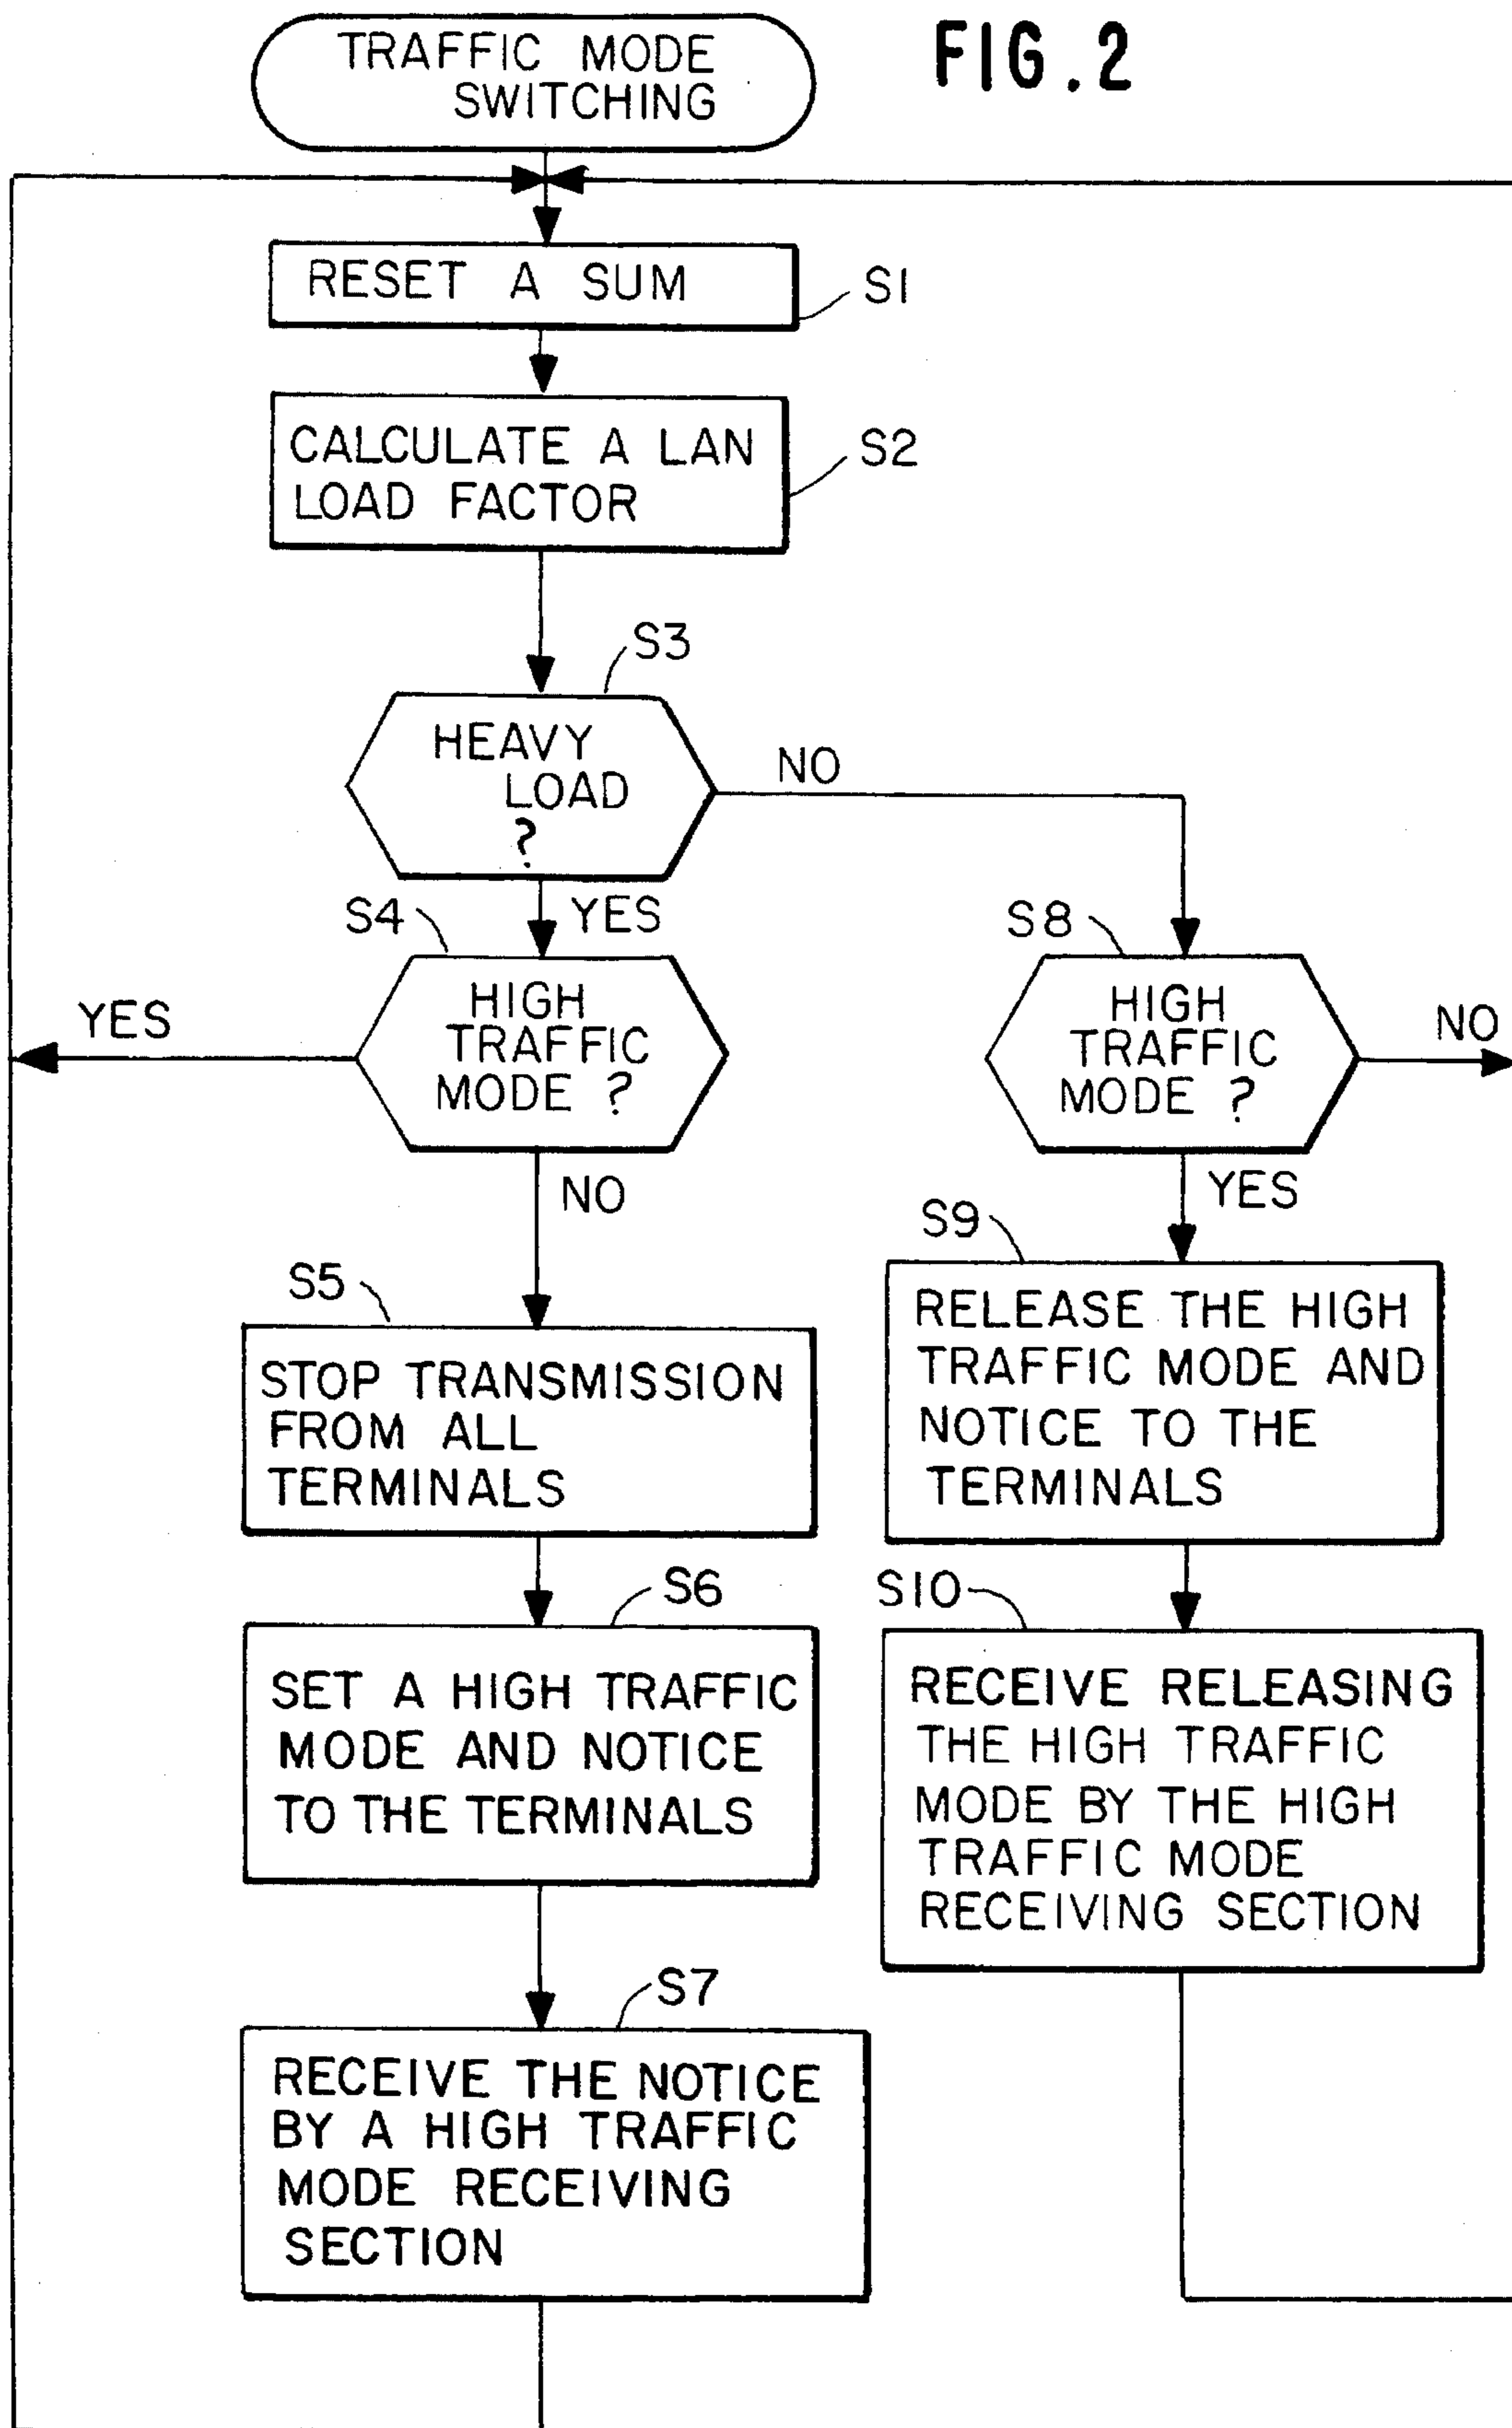 TRAFFIC MODE
SWITCHING
FIG. 2
RESET A SUM
S1
CALCULATE A LAN
LOAD FACTOR
S2
S3
HEAVY
LOAD
?
NO
YES
S4
HIGH
TRAFFIC
MODE ?
YES
NO
S8
HIGH
TRAFFIC
MODE ?
NO
YES
S5
STOP TRANSMISSION
FROM ALL
TERMINALS
S9
RELEASE THE HIGH
TRAFFIC MODE AND
NOTICE TO THE
TERMINALS
S6
SET A HIGH TRAFFIC
MODE AND NOTICE
TO THE TERMINALS
S10
RECEIVE RELEASING
THE HIGH TRAFFIC
MODE BY THE HIGH
TRAFFIC MODE
RECEIVING SECTION
S7
RECEIVE THE NOTICE
BY A HIGH TRAFFIC
MODE RECEIVING
SECTION